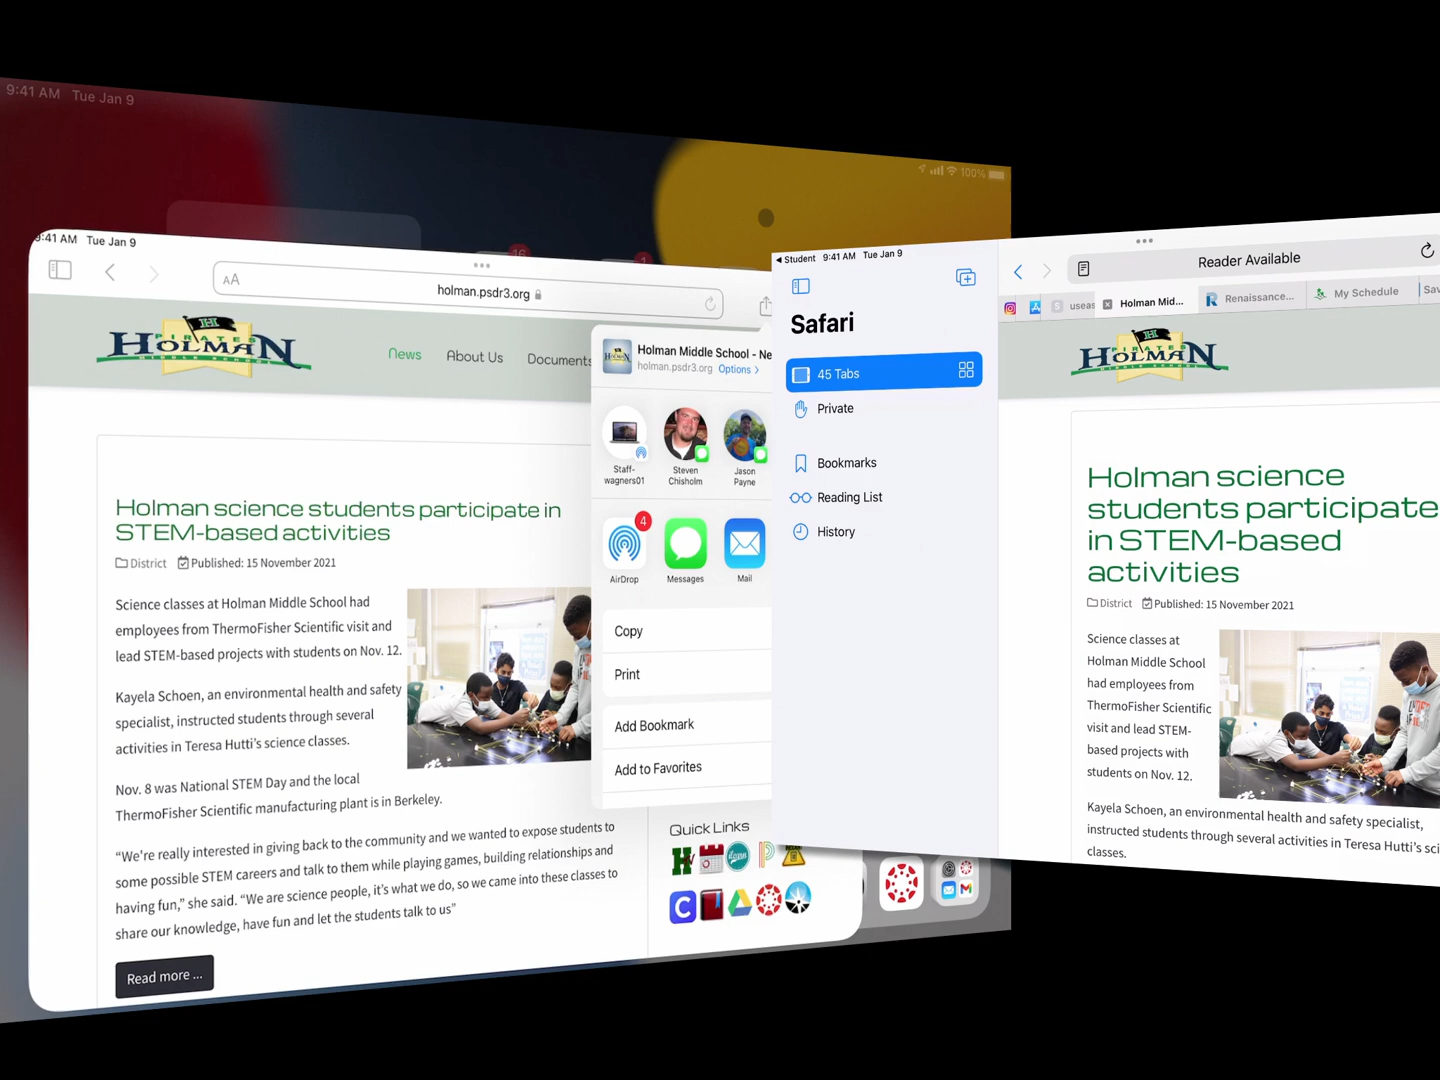 9:41 AM Tue Jan 9
100%
16
1
9:41 AM Tue Jan 9
AA
holman.psdr3.org
H
PIRATES
HOLMAN
MIDDLE SCHOOL
News
About Us
Documents
Holman Middle School - Ne
holman.psdr3.org Options >
Staff-
wagners01
Steven
Chisholm
Jason
Payne
4
AirDrop
Messages
Mail
Copy
Print
Add Bookmark
Add to Favorites
Holman science students participate in
STEM-based activities
District Published: 15 November 2021
Science classes at Holman Middle School had
employees from ThermoFisher Scientific visit and
lead STEM-based projects with students on Nov. 12.
Kayela Schoen, an environmental health and safety
specialist, instructed students through several
activities in Teresa Hutti’s science classes.
Nov. 8 was National STEM Day and the local
ThermoFisher Scientific manufacturing plant is in Berkeley.
“We’re really interested in giving back to the community and we wanted to expose students to
some possible STEM careers and talk to them while playing games, building relationships and
having fun,” she said. “We are science people, it’s what we do, so we came into these classes to
share our knowledge, have fun and let the students talk to us”
Read more ...
Quick Links
◀ Student 9:41 AM Tue Jan 9
Safari
45 Tabs
Private
Bookmarks
Reading List
History
Reader Available
S useas
Holman Mid...
Renaissance...
My Schedule
Sav
H
PIRATES
HOLMAN
MIDDLE SCHOOL
Holman science
students participate
in STEM-based
activities
District Published: 15 November 2021
Science classes at
Holman Middle School
had employees from
ThermoFisher Scientific
visit and lead STEM-
based projects with
students on Nov. 12.
Kayela Schoen, an environmental health and safety specialist,
instructed students through several activities in Teresa Hutti’s sci
classes.